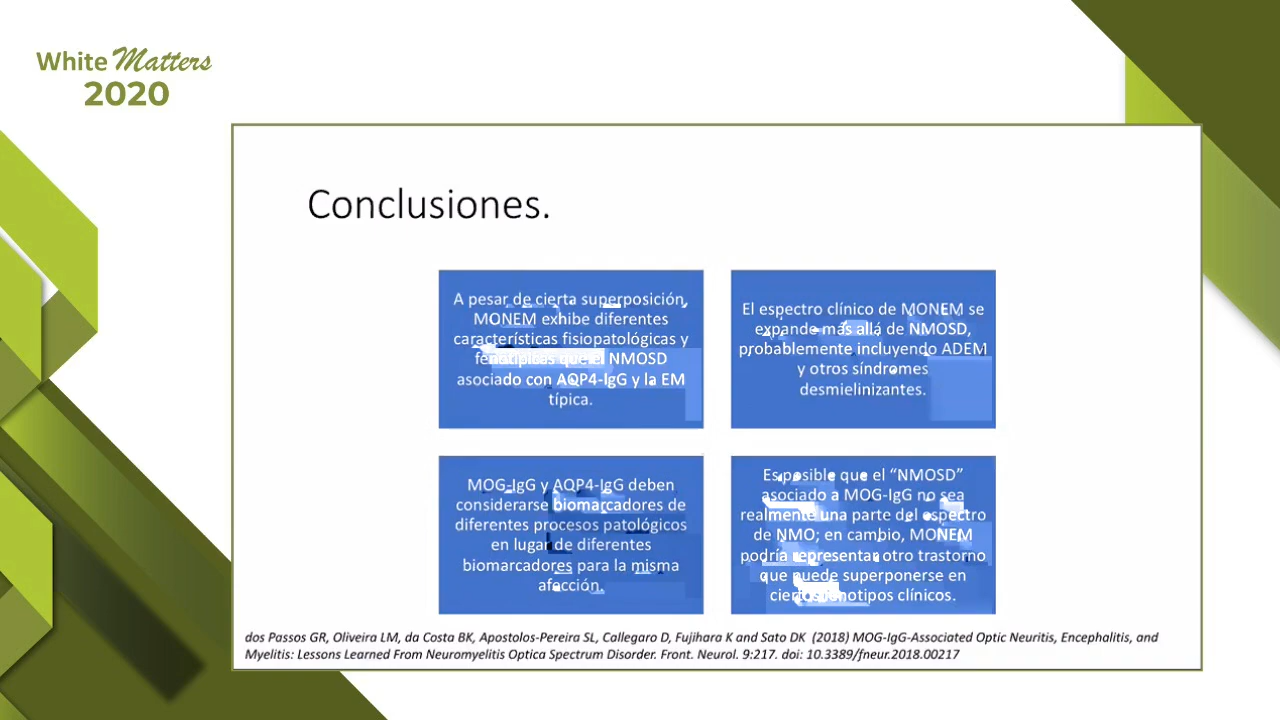 White Matters
2020
Conclusiones.
A pesar de cierta superposición,
MONEM exhibe diferentes
características fisiopatológicas y
fenotípicas que el NMOSD
asociado con AQP4-IgG y la EM
típica.
El espectro clínico de MONEM se
expande más allá de NMOSD,
probablemente incluyendo ADEM
y otros síndromes
desmielinizantes.
MOG-IgG y AQP4-IgG deben
considerarse biomarcadores de
diferentes procesos patológicos
en lugar de diferentes
biomarcadores para la misma
afección.
Es posible que el “NMOSD”
asociado a MOG-IgG no sea
realmente una parte del espectro
de NMO; en cambio, MONEM
podría representar otro trastorno
que puede superponerse en
ciertos fenotipos clínicos.
dos Passos GR, Oliveira LM, da Costa BK, Apostolos-Pereira SL, Callegaro D, Fujihara K and Sato DK (2018) MOG-IgG-Associated Optic Neuritis, Encephalitis, and
Myelitis: Lessons Learned From Neuromyelitis Optica Spectrum Disorder. Front. Neurol. 9:217. doi: 10.3389/fneur.2018.00217